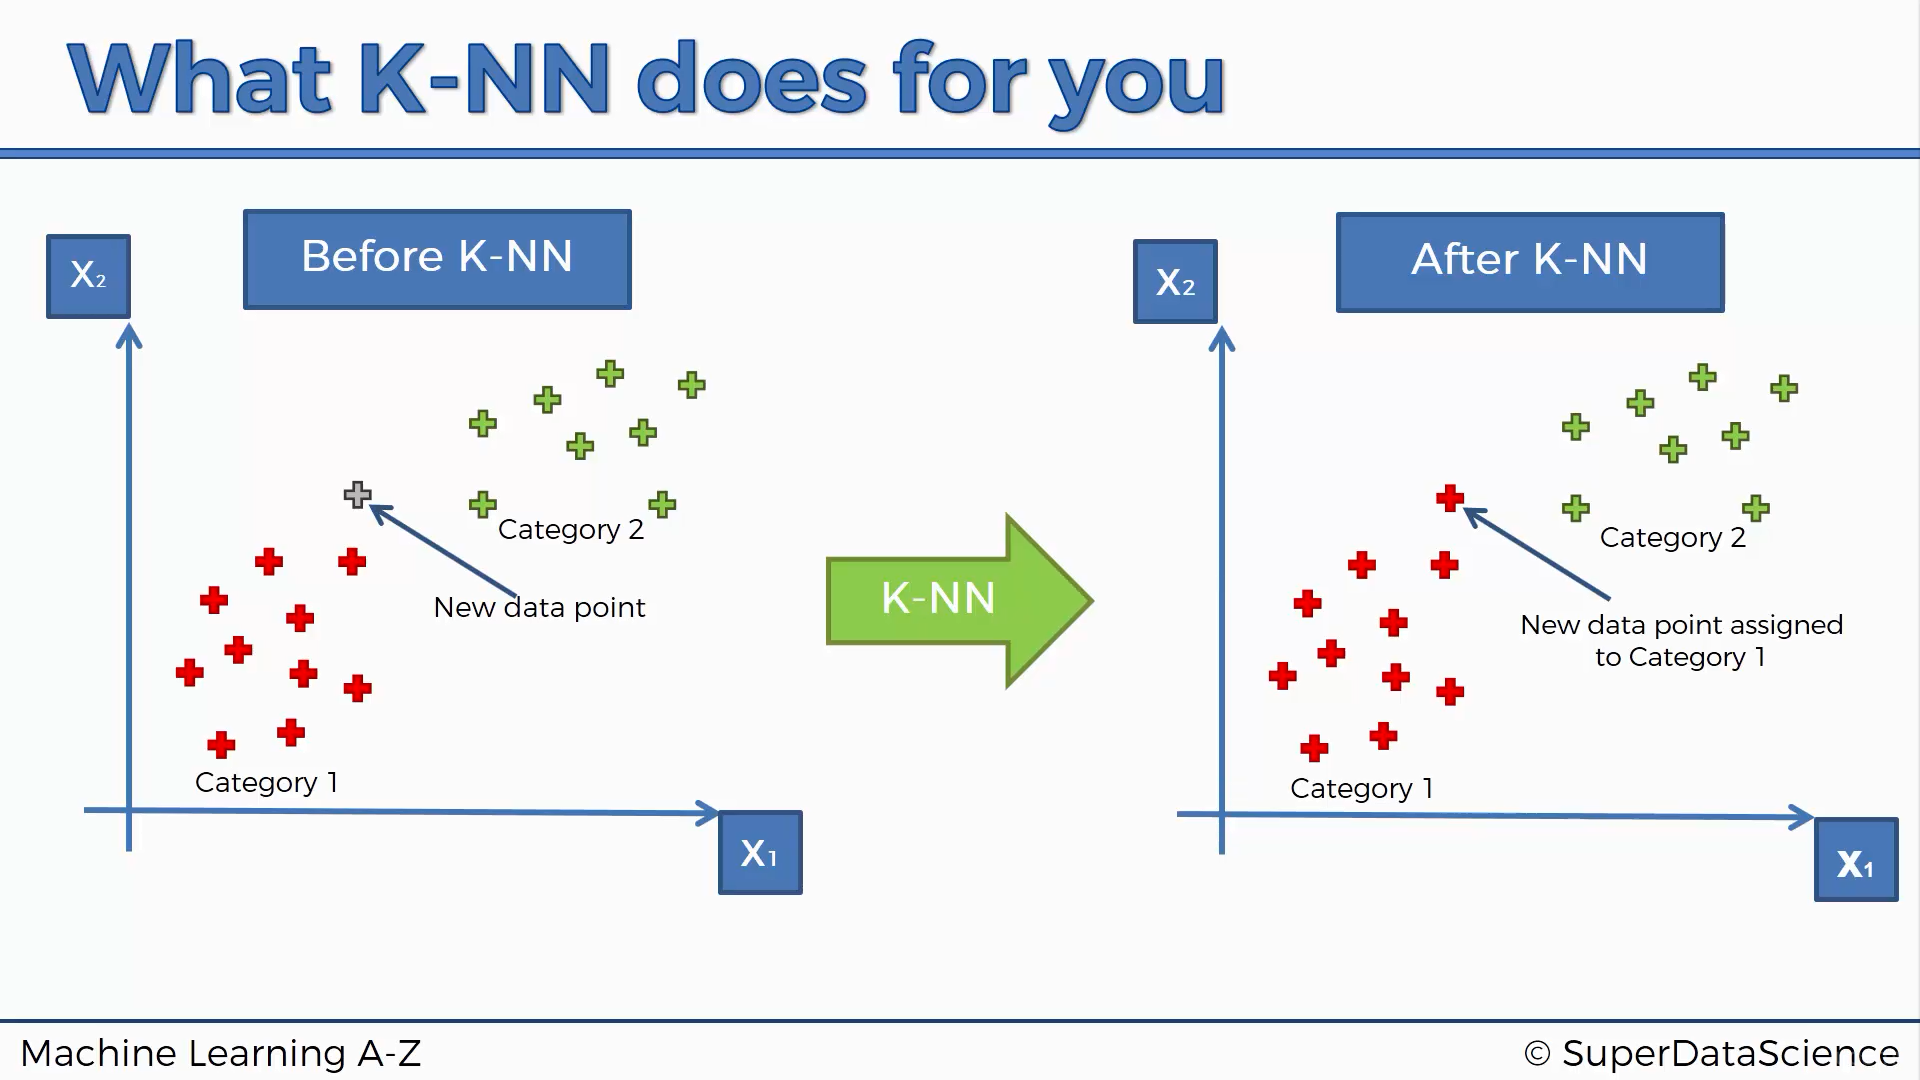 What K-NN does for you
Before K-NN
X₂
Category 2
New data point
Category 1
X₁
K-NN
After K-NN
X₂
Category 2
New data point assigned
to Category 1
Category 1
X₁
Machine Learning A-Z
© SuperDataScience